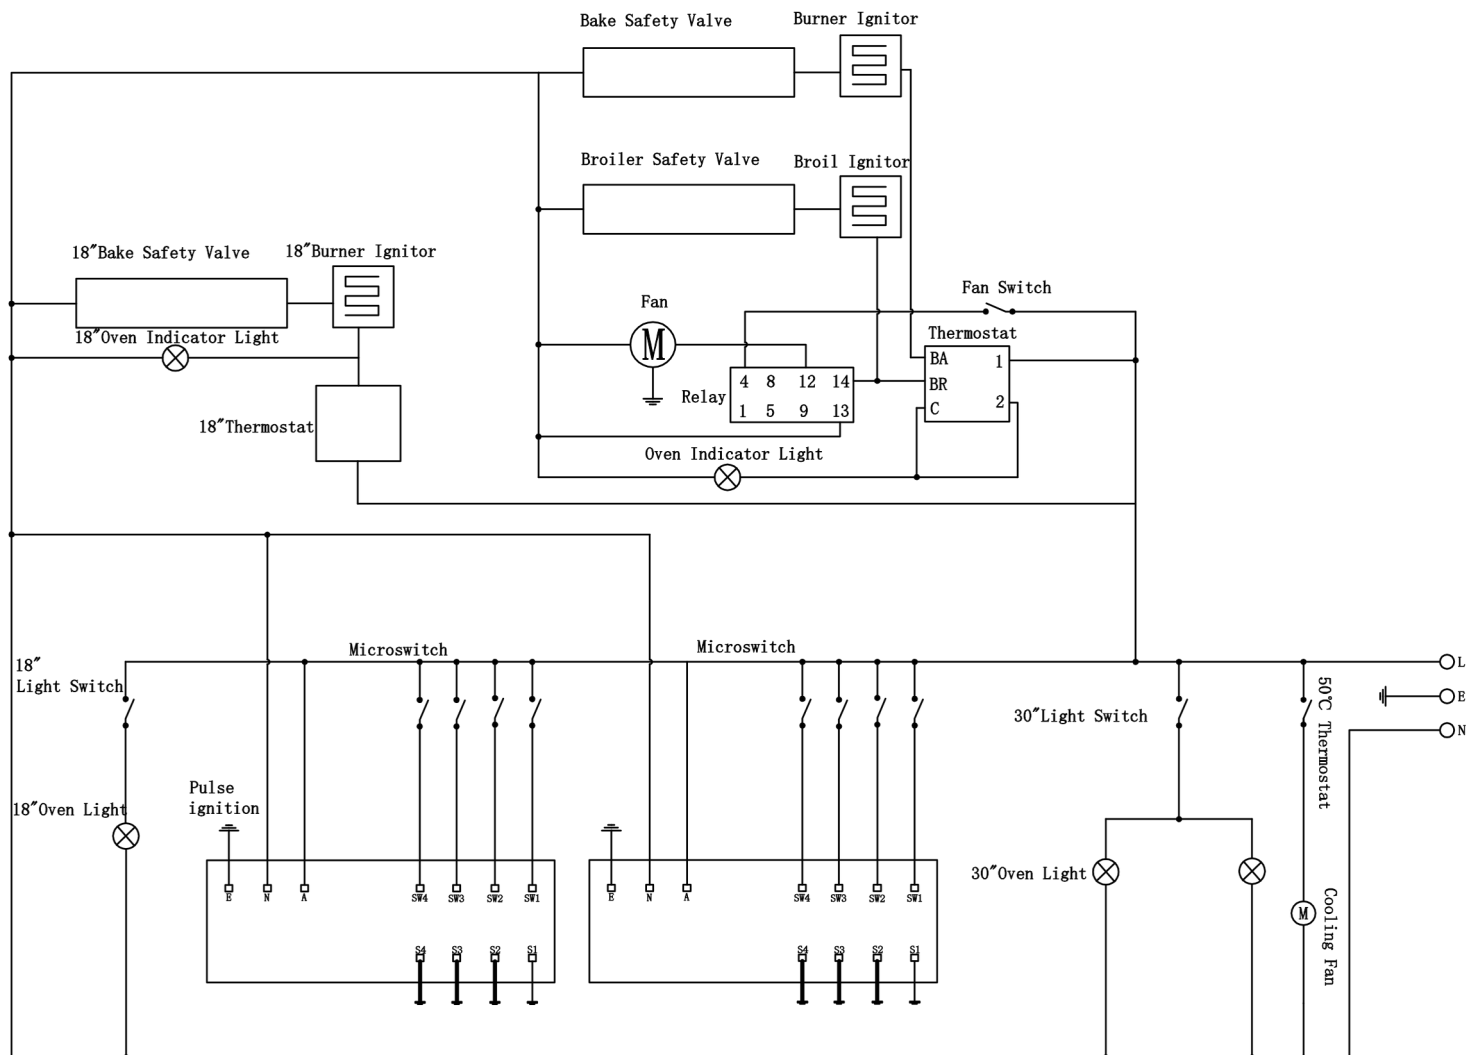 Bake Safety Valve
Burner Ignitor
Broiler Safety Valve
Broil Ignitor
18″Bake Safety Valve
18″Burner Ignitor
18″Oven Indicator Light
18″Thermostat
Fan
M
Fan Switch
Thermostat
BA
1
BR
C
2
Relay
4 8 12 14
1 5 9 13
Oven Indicator Light
Microswitch
Microswitch
18″
Light Switch
18″Oven Light
Pulse
ignition
E N A SW4 SW3 SW2 SW1
S4 S3 S2 S1
E N A SW4 SW3 SW2 SW1
S4 S3 S2 S1
30″Light Switch
30″Oven Light
50℃ Thermostat
M
Cooling Fan
L
E
N